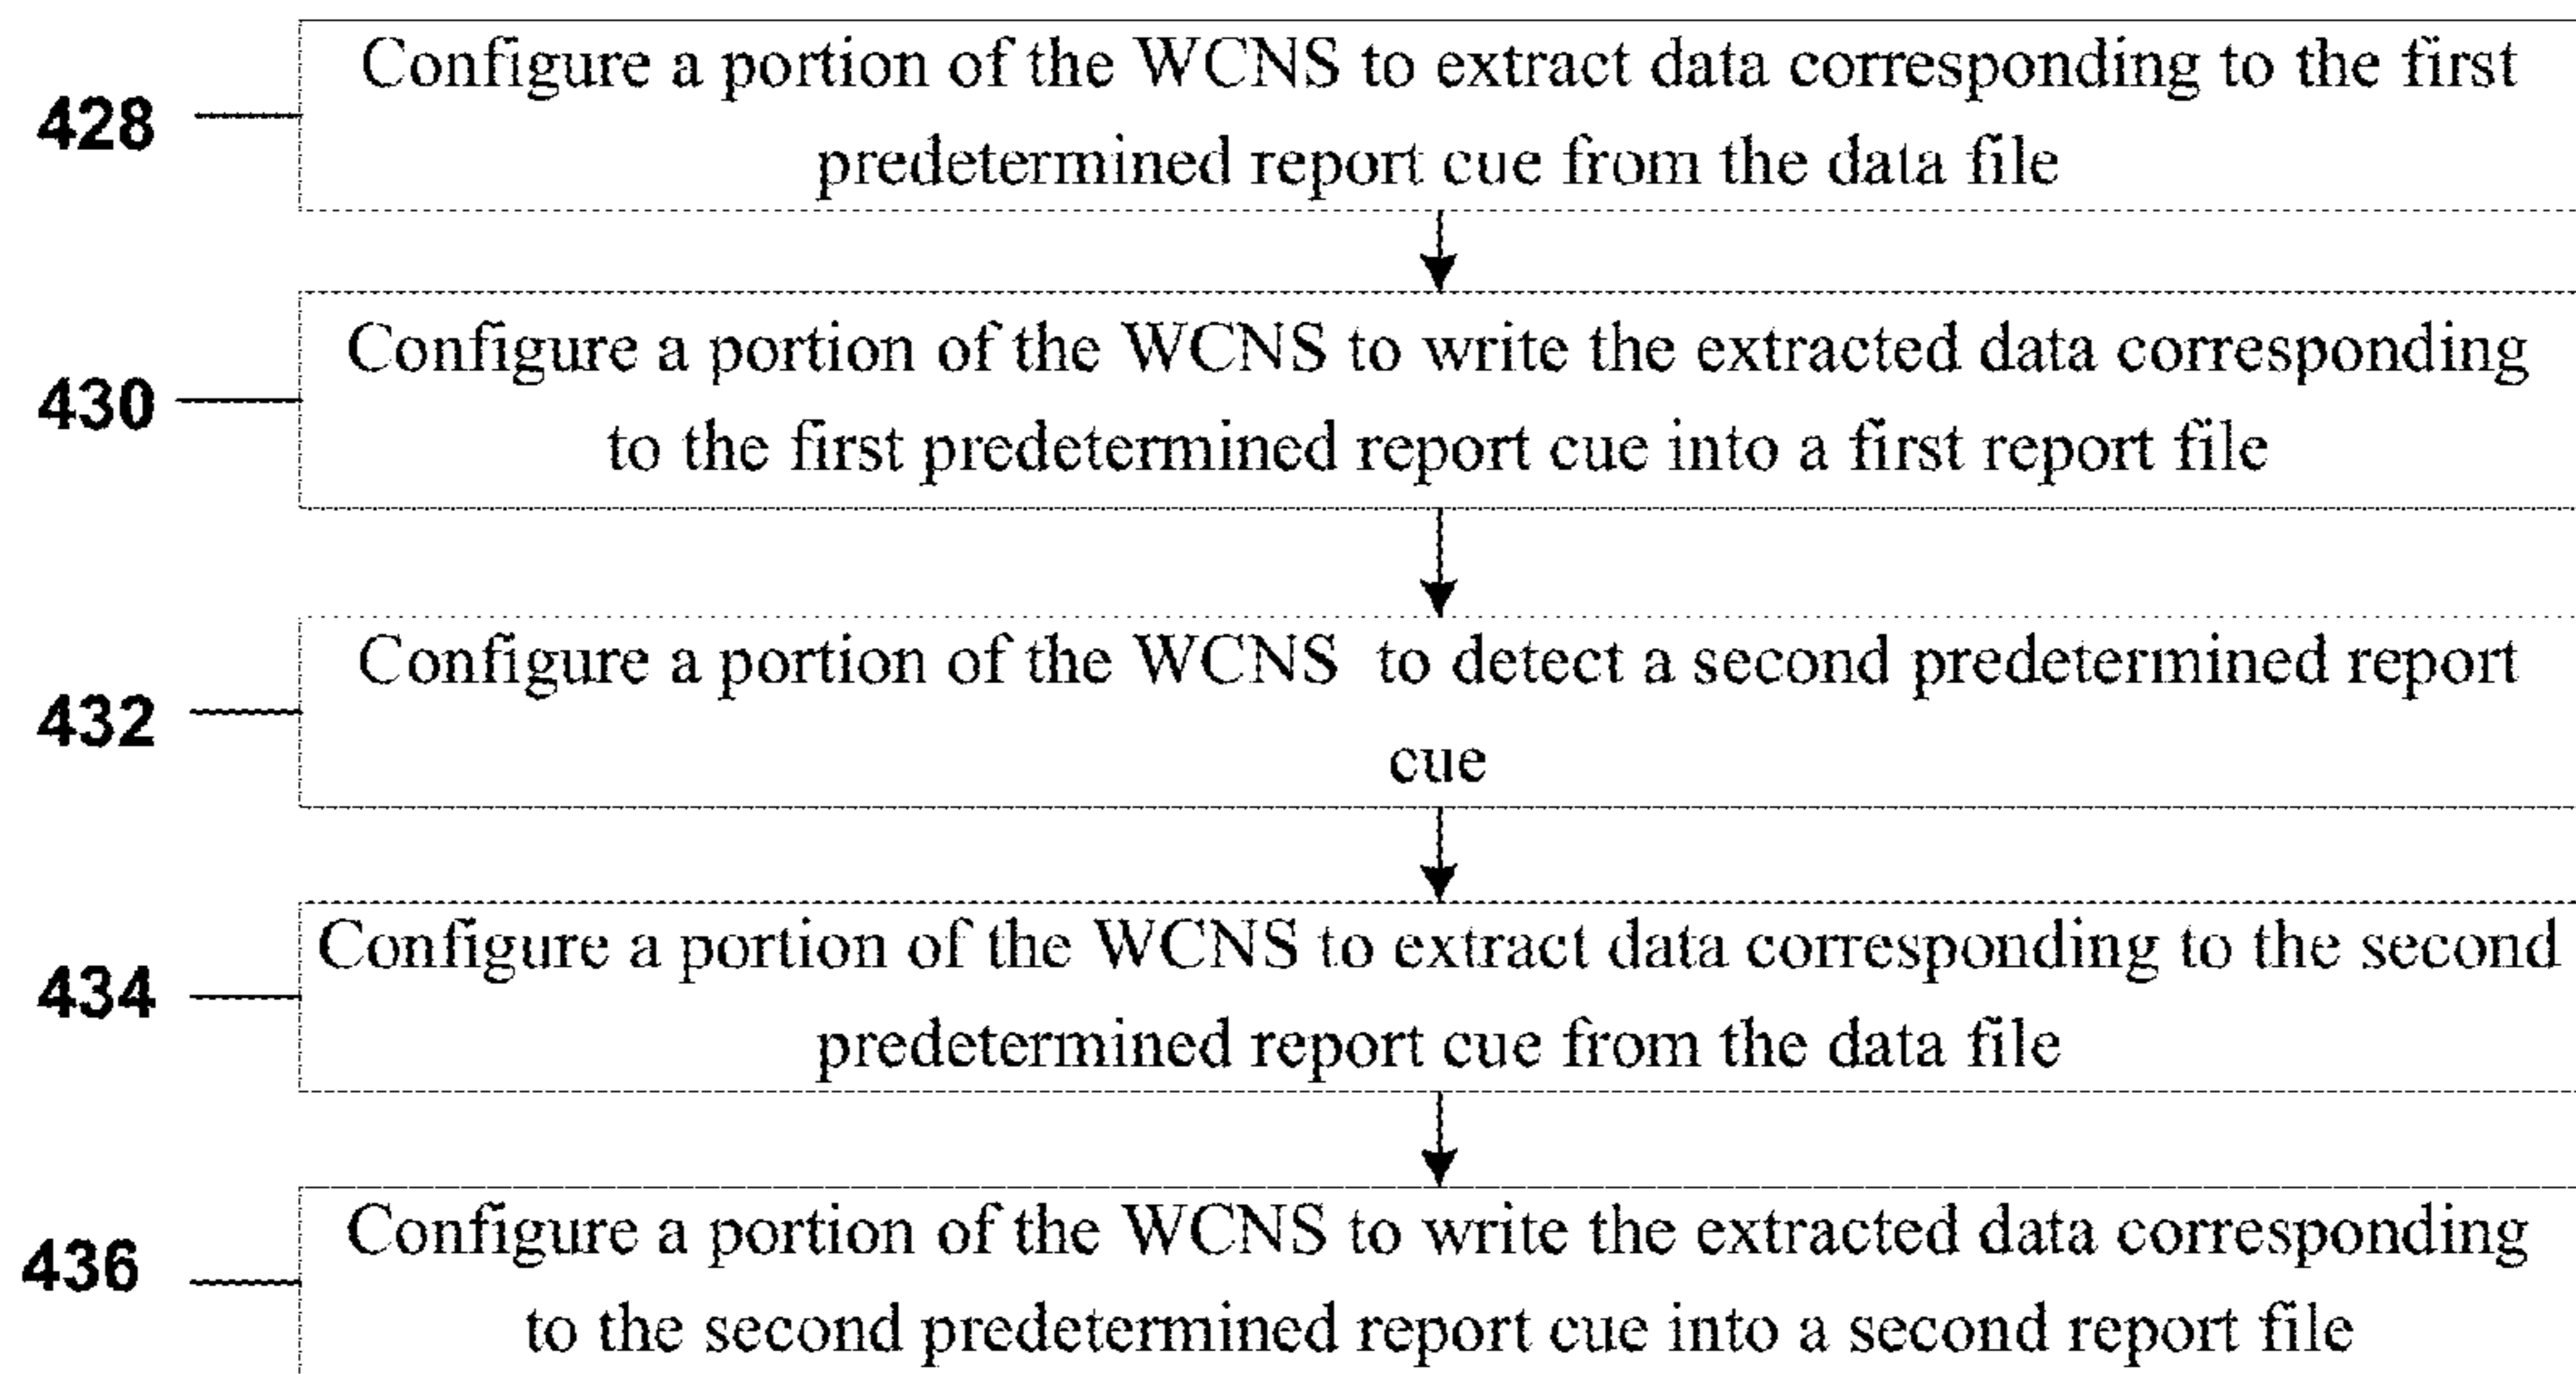 Configure a portion of the WCNS to extract data corresponding to the first
428
predetermined report cue from the data file
Configure a portion of the WCNS to write the extracted data corresponding
430
to the first predetermined report cue into a first report file
Configure a portion of the WCNS to detect a second predetermined report
432
cue
Configure a portion of the WCNS to extract data corresponding to the second
434
predetermined report cue from the data file
Configure a portion of the WCNS to write the extracted data corresponding
436
to the second predetermined report cue into a second report file